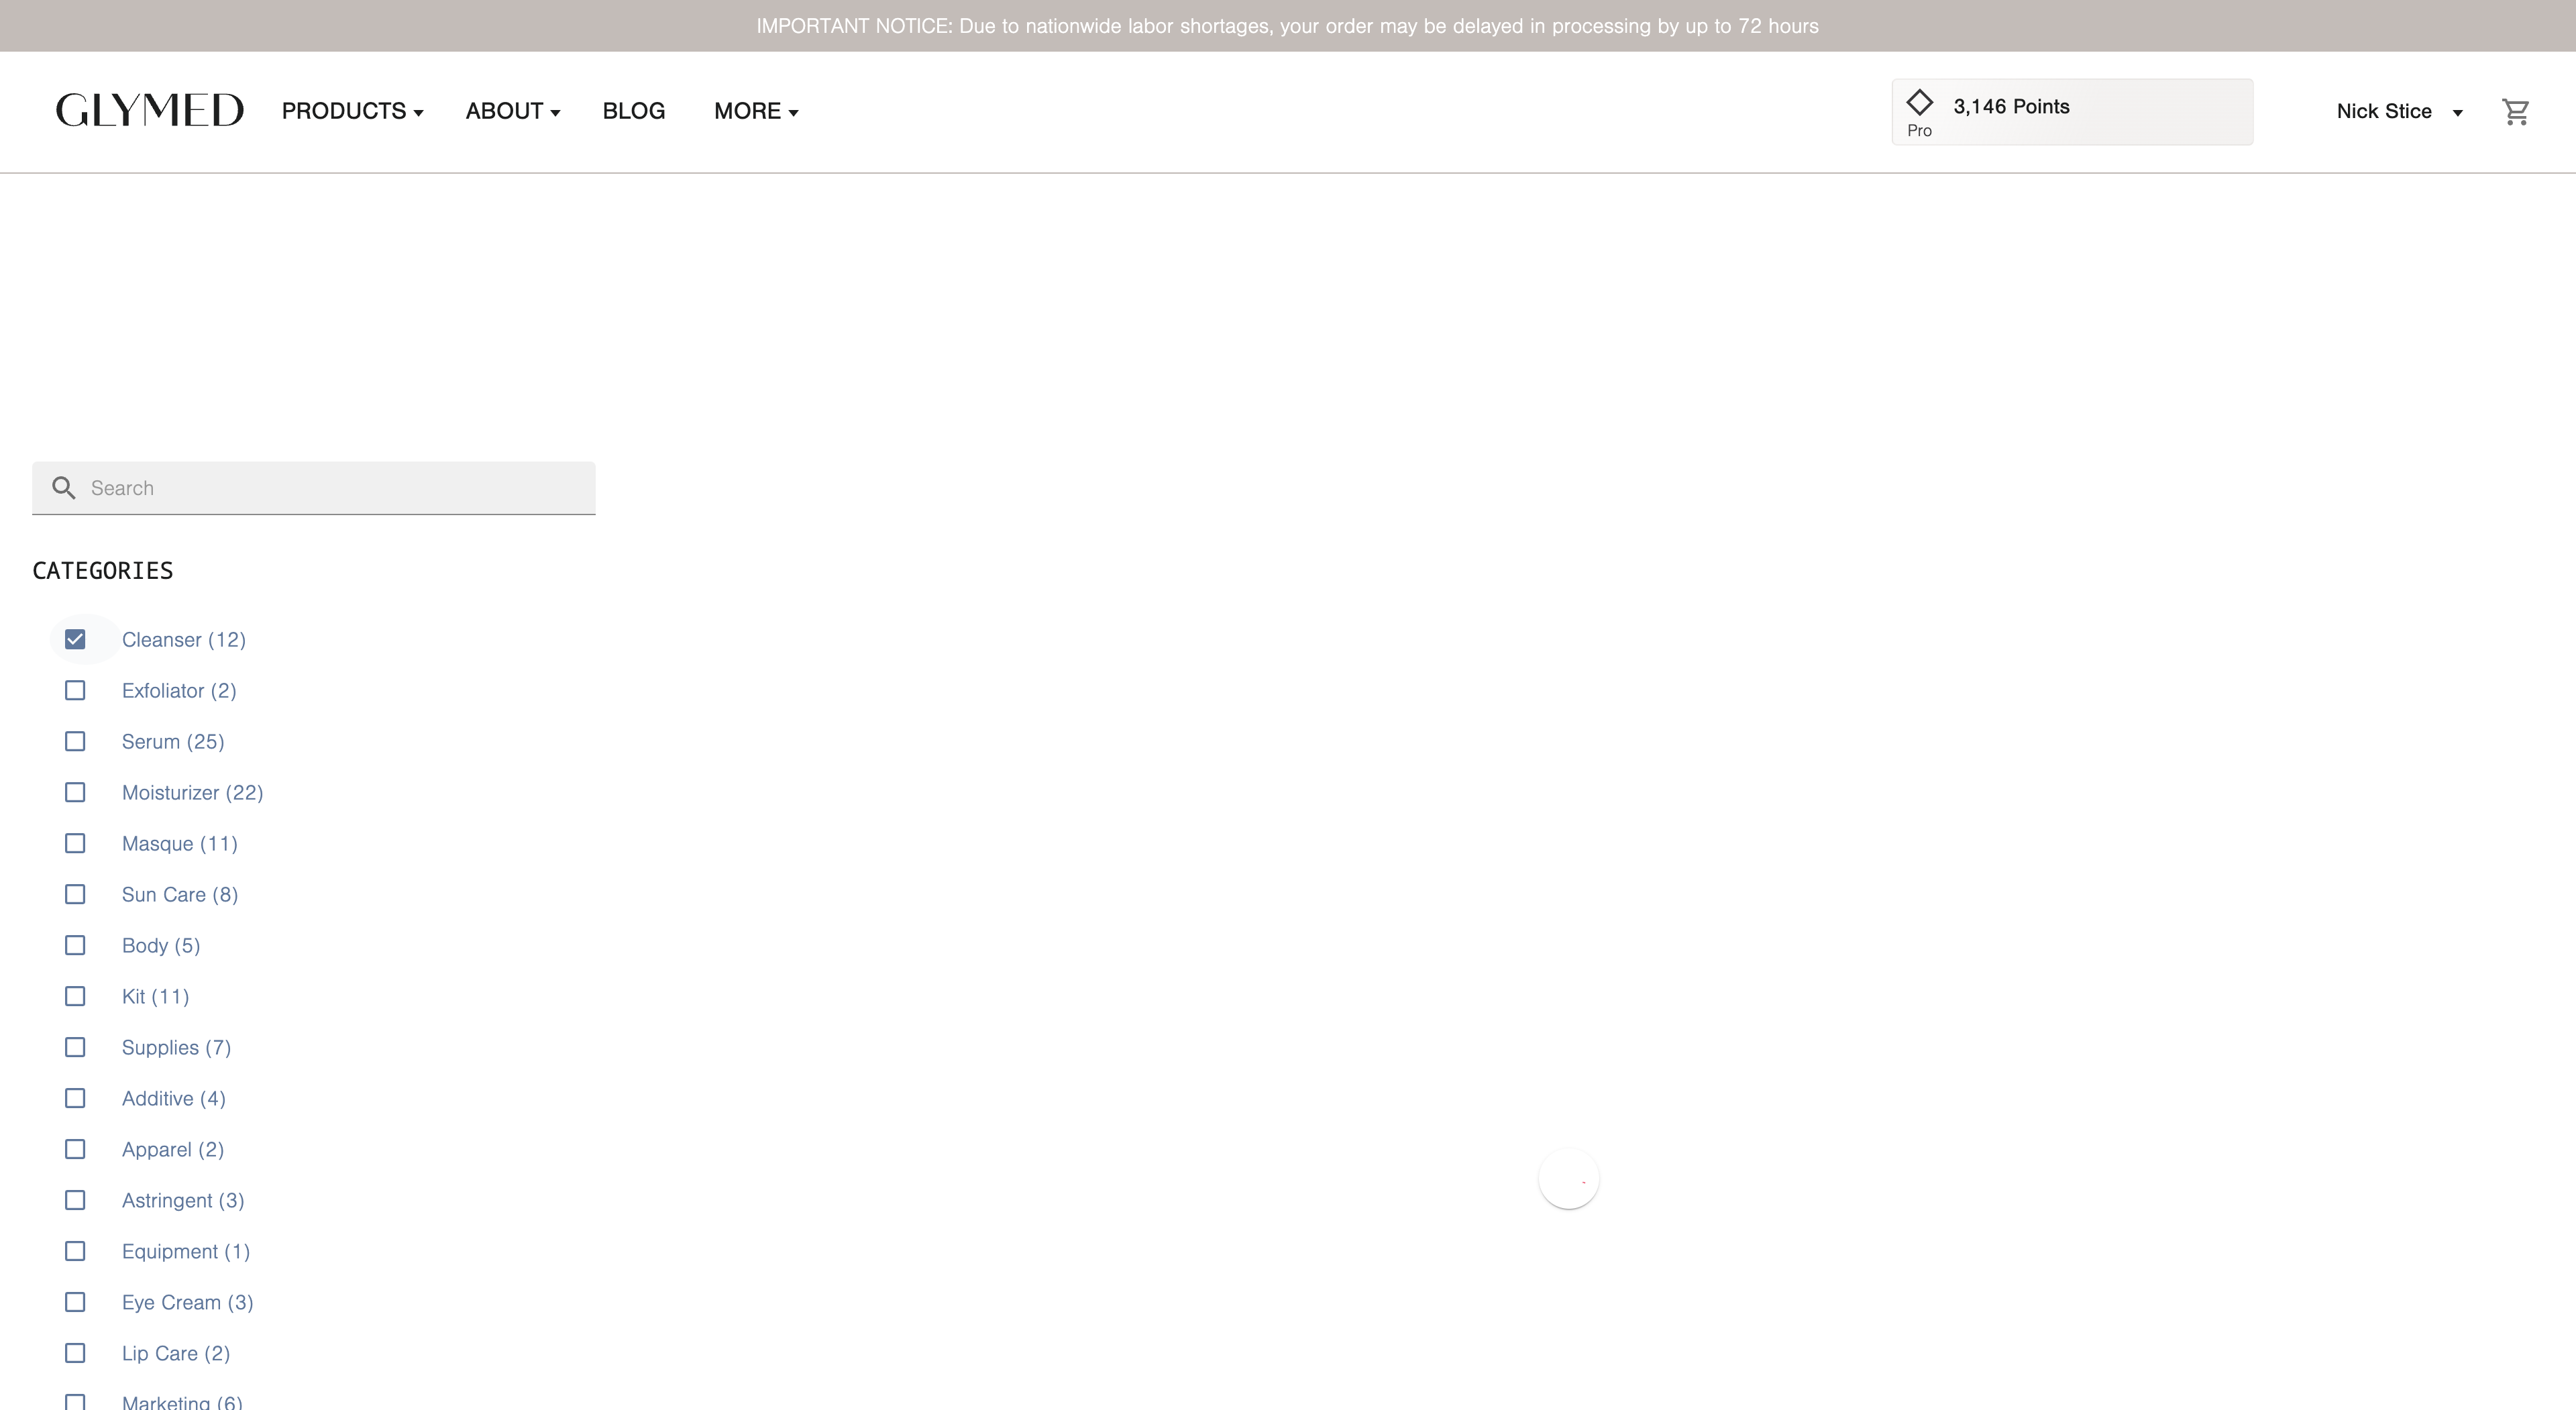 IMPORTANT NOTICE: Due to nationwide labor shortages, your order may be delayed in processing by up to 72 hours
GLYMED
PRODUCTS
ABOUT
BLOG
MORE
3,146 Points
Pro
Nick Stice
Search
CATEGORIES
Cleanser (12)
Exfoliator (2)
Serum (25)
Moisturizer (22)
Masque (11)
Sun Care (8)
Body (5)
Kit (11)
Supplies (7)
Additive (4)
Apparel (2)
Astringent (3)
Equipment (1)
Eye Cream (3)
Lip Care (2)
Marketing (6)